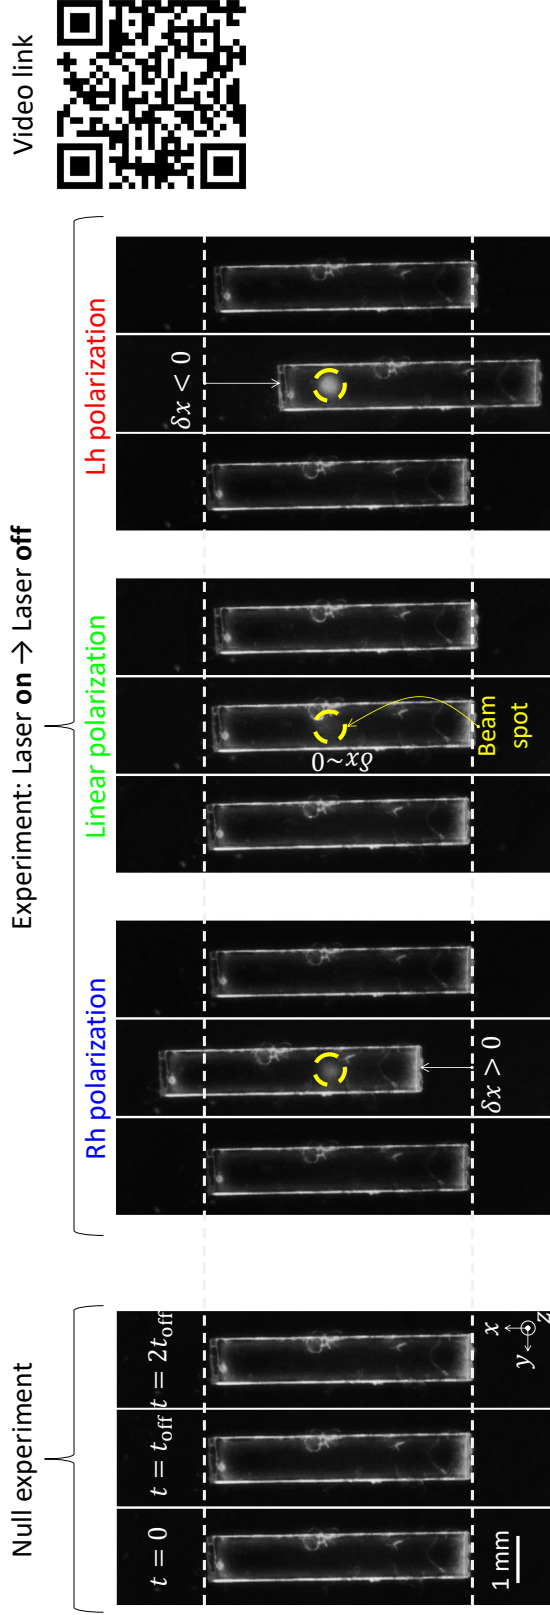 Null experiment
Experiment: Laser on → Laser off
Video link
Rh polarization
Linear polarization
Lh polarization
t = 0
t = t_off
t = 2t_off
δx < 0
δx~0
Beam
spot
δx > 0
1 mm
x
y
z